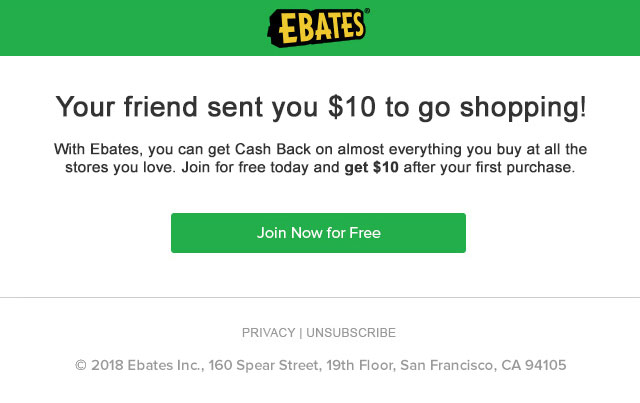 EBATES®
Your friend sent you $10 to go shopping!
With Ebates, you can get Cash Back on almost everything you buy at all the
stores you love. Join for free today and get $10 after your first purchase.
Join Now for Free
PRIVACY | UNSUBSCRIBE
© 2018 Ebates Inc., 160 Spear Street, 19th Floor, San Francisco, CA 94105